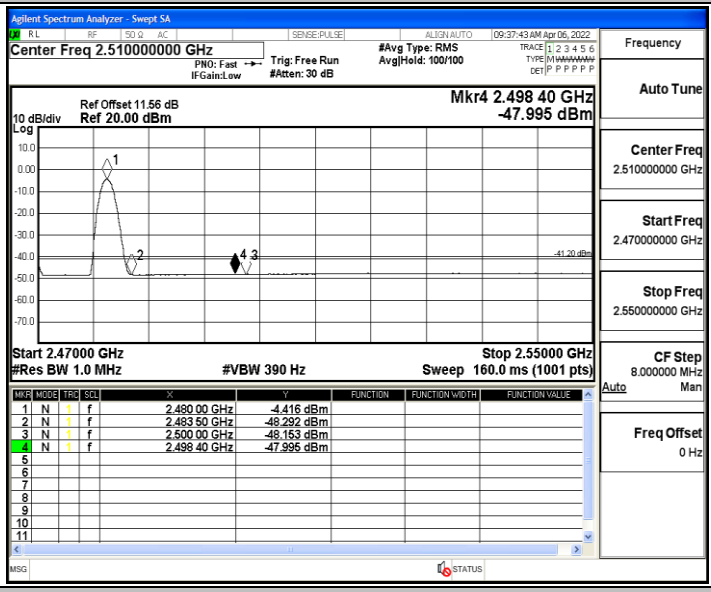 Agilent Spectrum Analyzer - Swept SA
RL RF 50 Ω AC SENSE:PULSE ALIGN AUTO 09:37:43 AM Apr 06, 2022
Center Freq 2.510000000 GHz
PNO: Fast
IFGain:Low
Trig: Free Run
#Atten: 30 dB
#Avg Type: RMS
Avg|Hold: 100/100
TRACE 1 2 3 4 5 6
TYPE MWWWWW
DET P P P P P P
Frequency
Mkr4 2.498 40 GHz
-47.995 dBm
Ref Offset 11.56 dB
10 dB/div Ref 20.00 dBm
Log
10.0
0.00
-10.0
-20.0
-30.0
-40.0
-50.0
-60.0
-70.0
1
2
4 3
-41.20 dBm
Start 2.47000 GHz Stop 2.55000 GHz
#Res BW 1.0 MHz #VBW 390 Hz Sweep 160.0 ms (1001 pts)
MKR MODE TRC SCL X Y FUNCTION FUNCTION WIDTH FUNCTION VALUE
1 N 1 f 2.480 00 GHz -4.416 dBm
2 N 1 f 2.483 50 GHz -48.292 dBm
3 N 1 f 2.500 00 GHz -48.153 dBm
4 N 1 f 2.498 40 GHz -47.995 dBm
5
6
7
8
9
10
11
MSG STATUS
Auto Tune
Center Freq
2.510000000 GHz
Start Freq
2.470000000 GHz
Stop Freq
2.550000000 GHz
CF Step
8.000000 MHz
Auto Man
Freq Offset
0 Hz